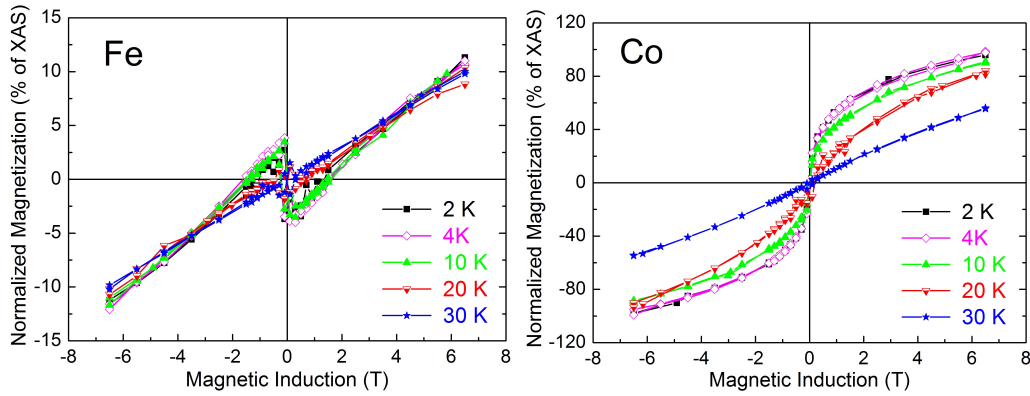 Fe
Normalized Magnetization (% of XAS)
15
10
5
0
-5
-10
-15
-8 -6 -4 -2 0 2 4 6 8
Magnetic Induction (T)
2 K
4K
10 K
20 K
30 K
Co
Normalized Magnetization (% of XAS)
120
80
40
0
-40
-80
-120
-8 -6 -4 -2 0 2 4 6 8
Magnetic Induction (T)
2 K
4K
10 K
20 K
30 K